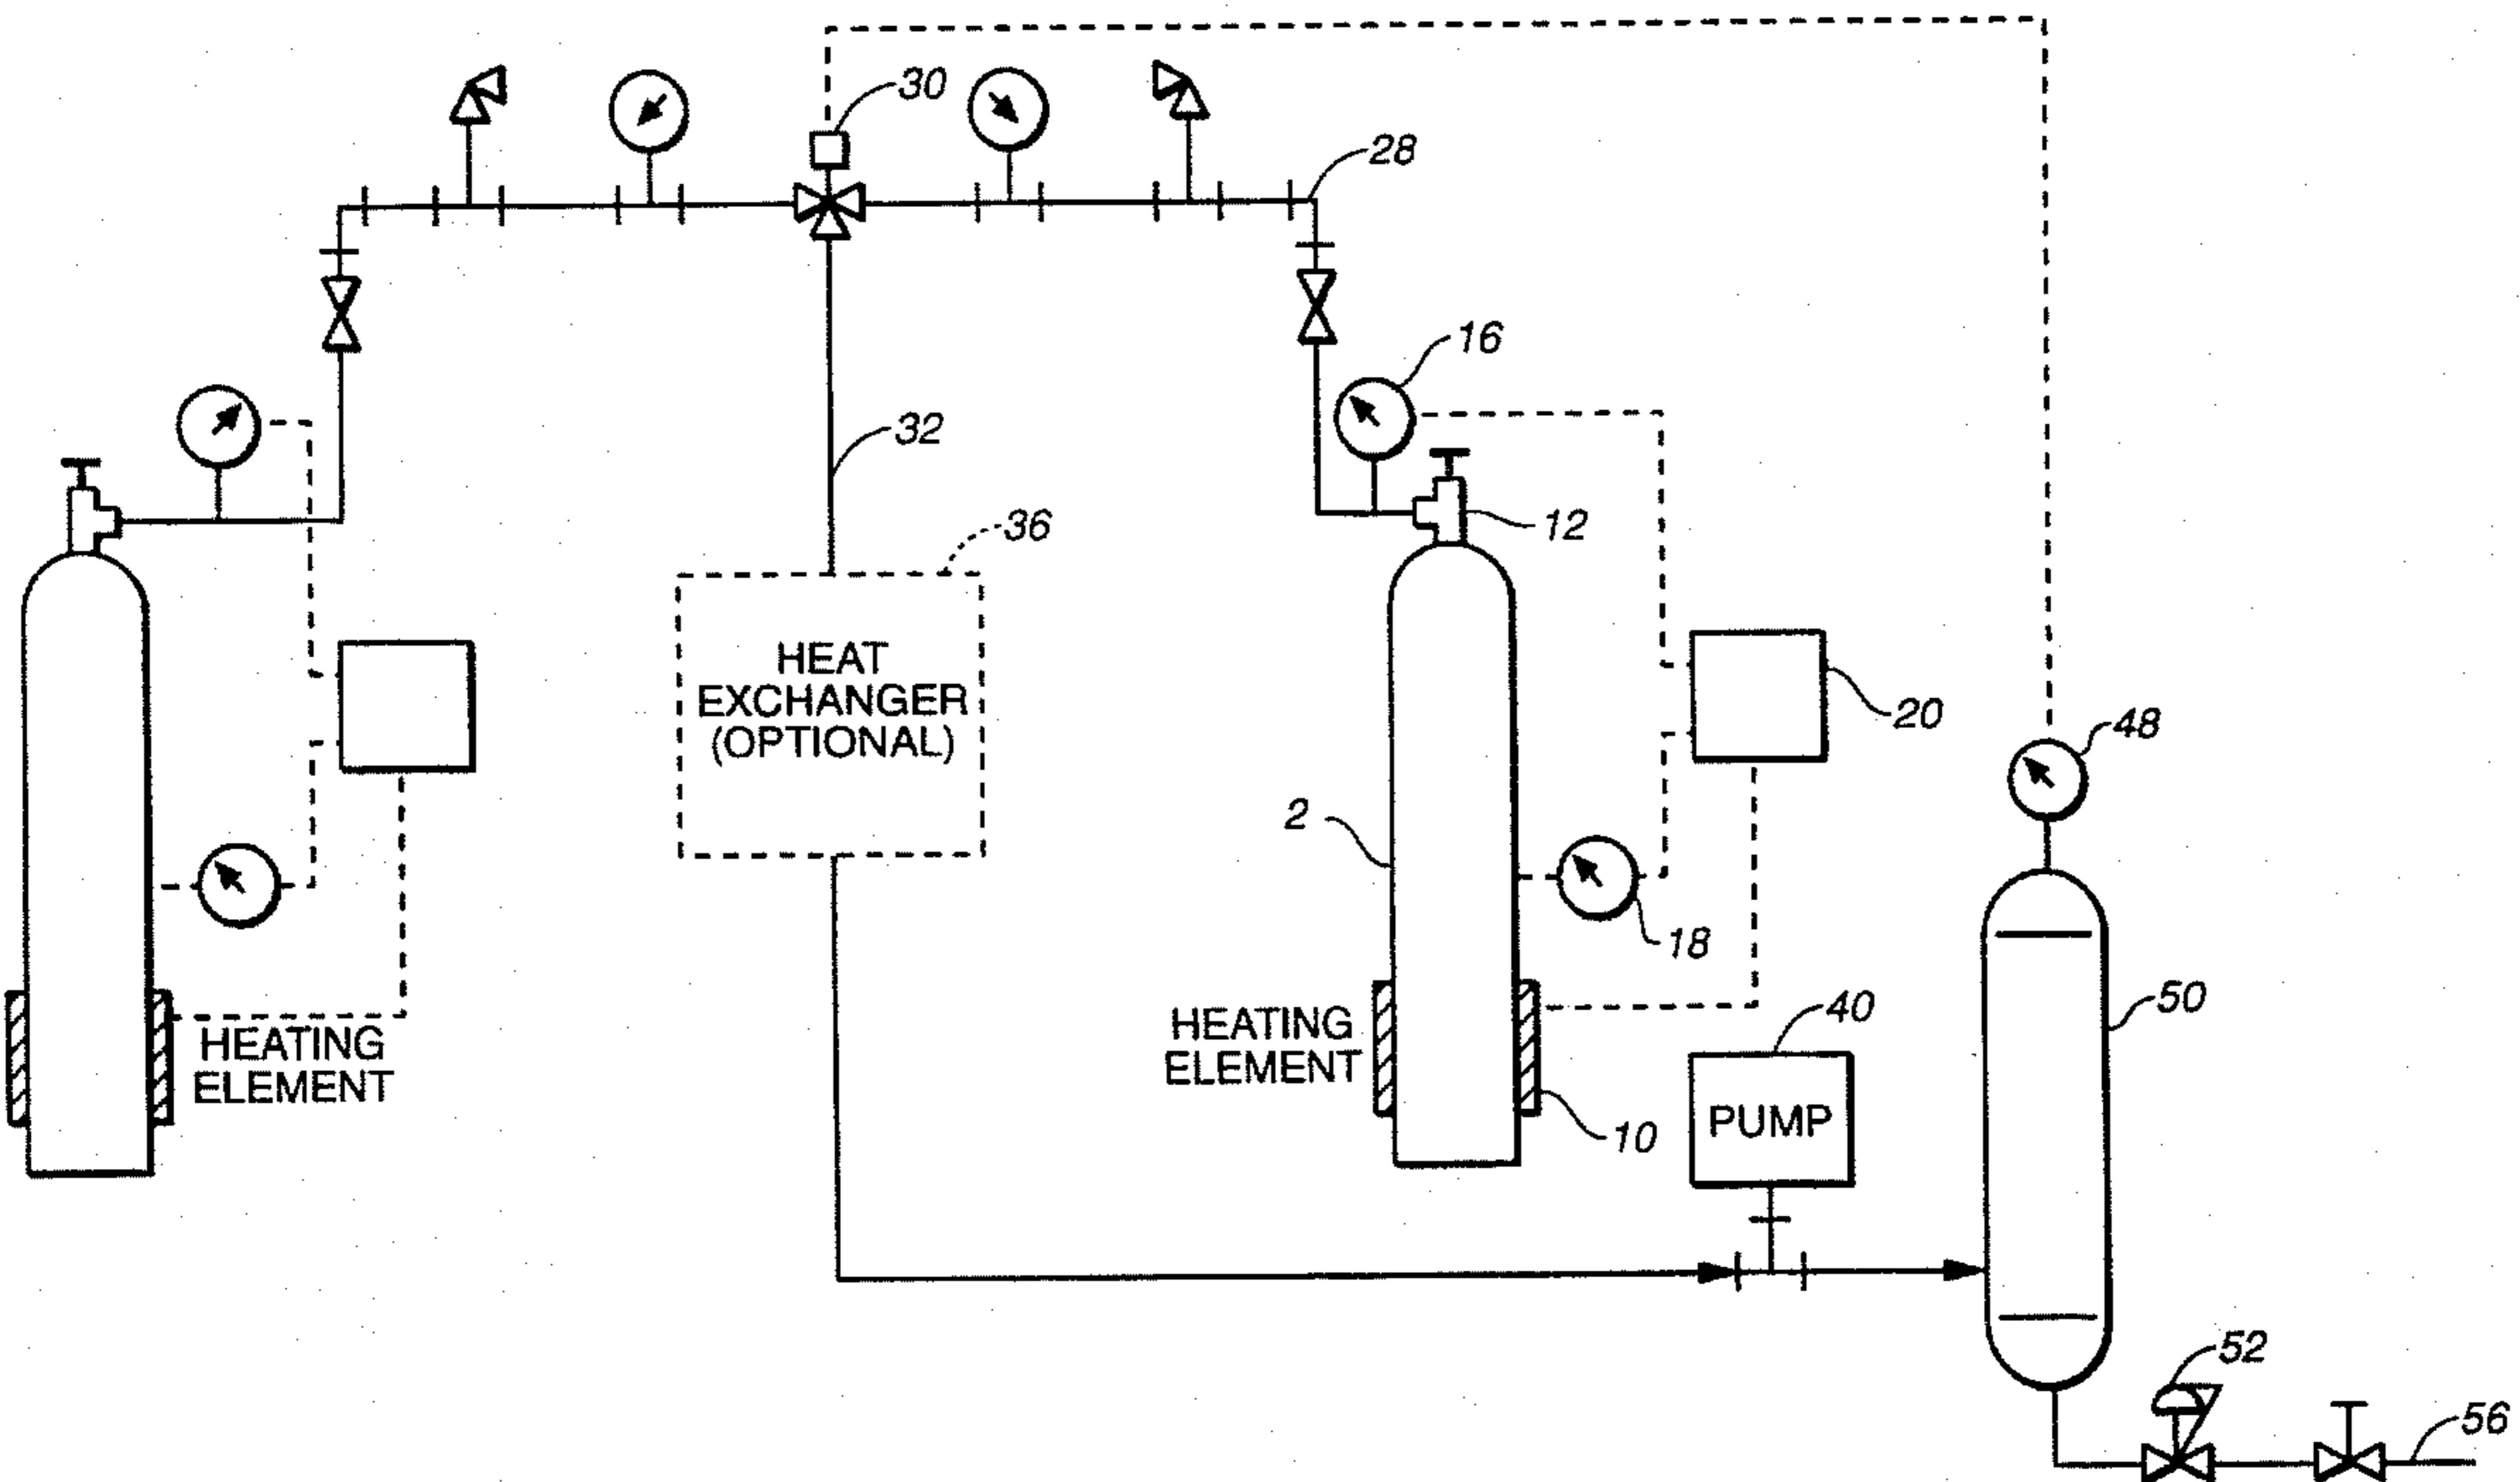 30
28
16
32
12
36
HEAT
EXCHANGER
(OPTIONAL)
20
48
2
18
HEATING
ELEMENT
HEATING
ELEMENT
40
50
PUMP
10
52
56